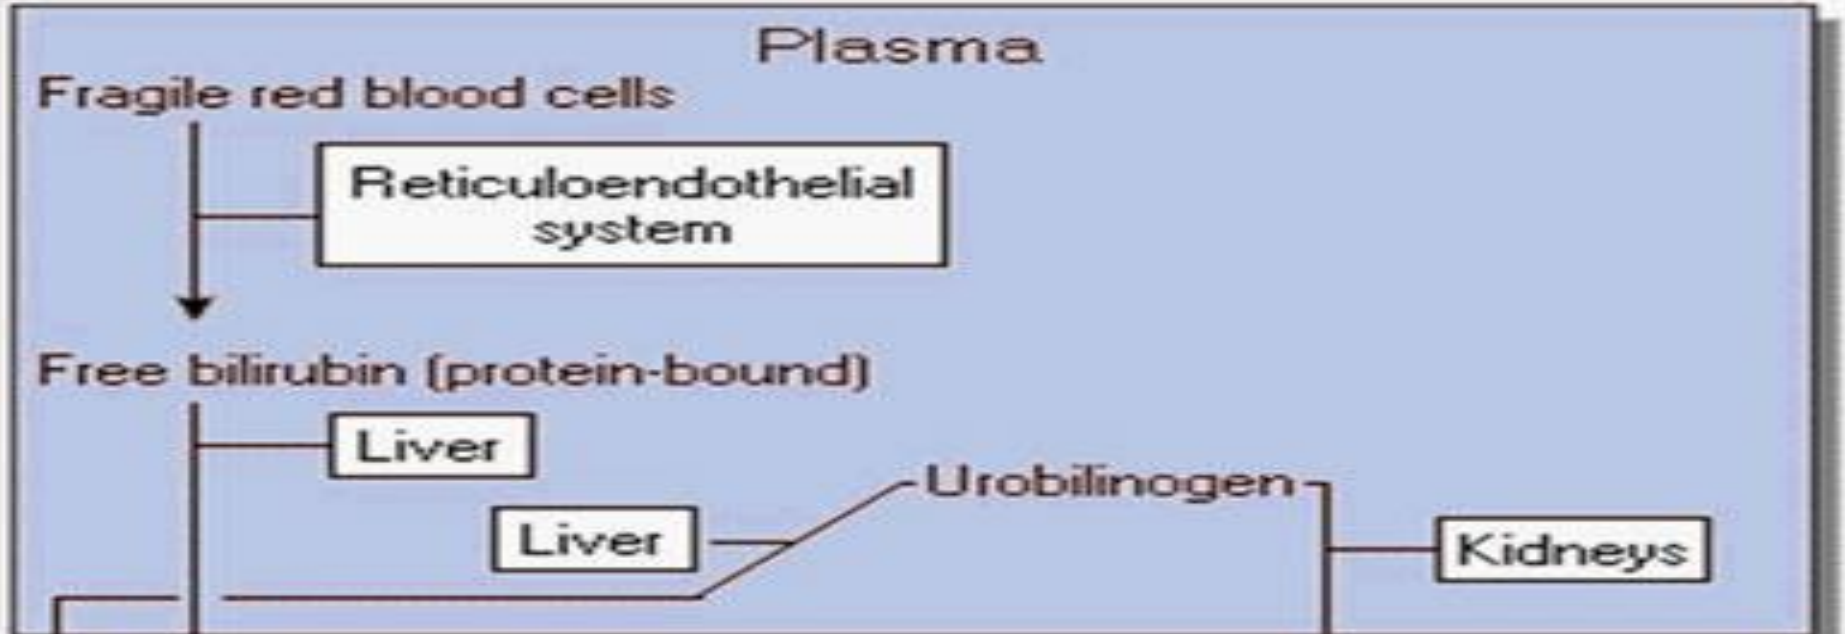 Plasma
Fragile red blood cells
Reticuloendothelial
system
Free bilirubin (protein-bound)
Liver
Urobilinogen
Liver
Kidneys